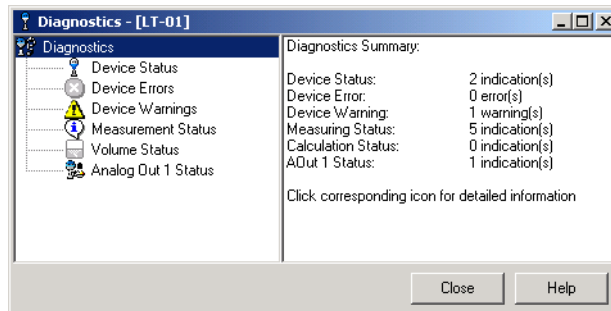 Diagnostics - [LT-01]
Diagnostics
Device Status
Device Errors
Device Warnings
Measurement Status
Volume Status
Analog Out 1 Status
Diagnostics Summary:
Device Status: 2 indication(s)
Device Error: 0 error(s)
Device Warning: 1 warning(s)
Measuring Status: 5 indication(s)
Calculation Status: 0 indication(s)
AOut 1 Status: 1 indication(s)
Click corresponding icon for detailed information
Close Help